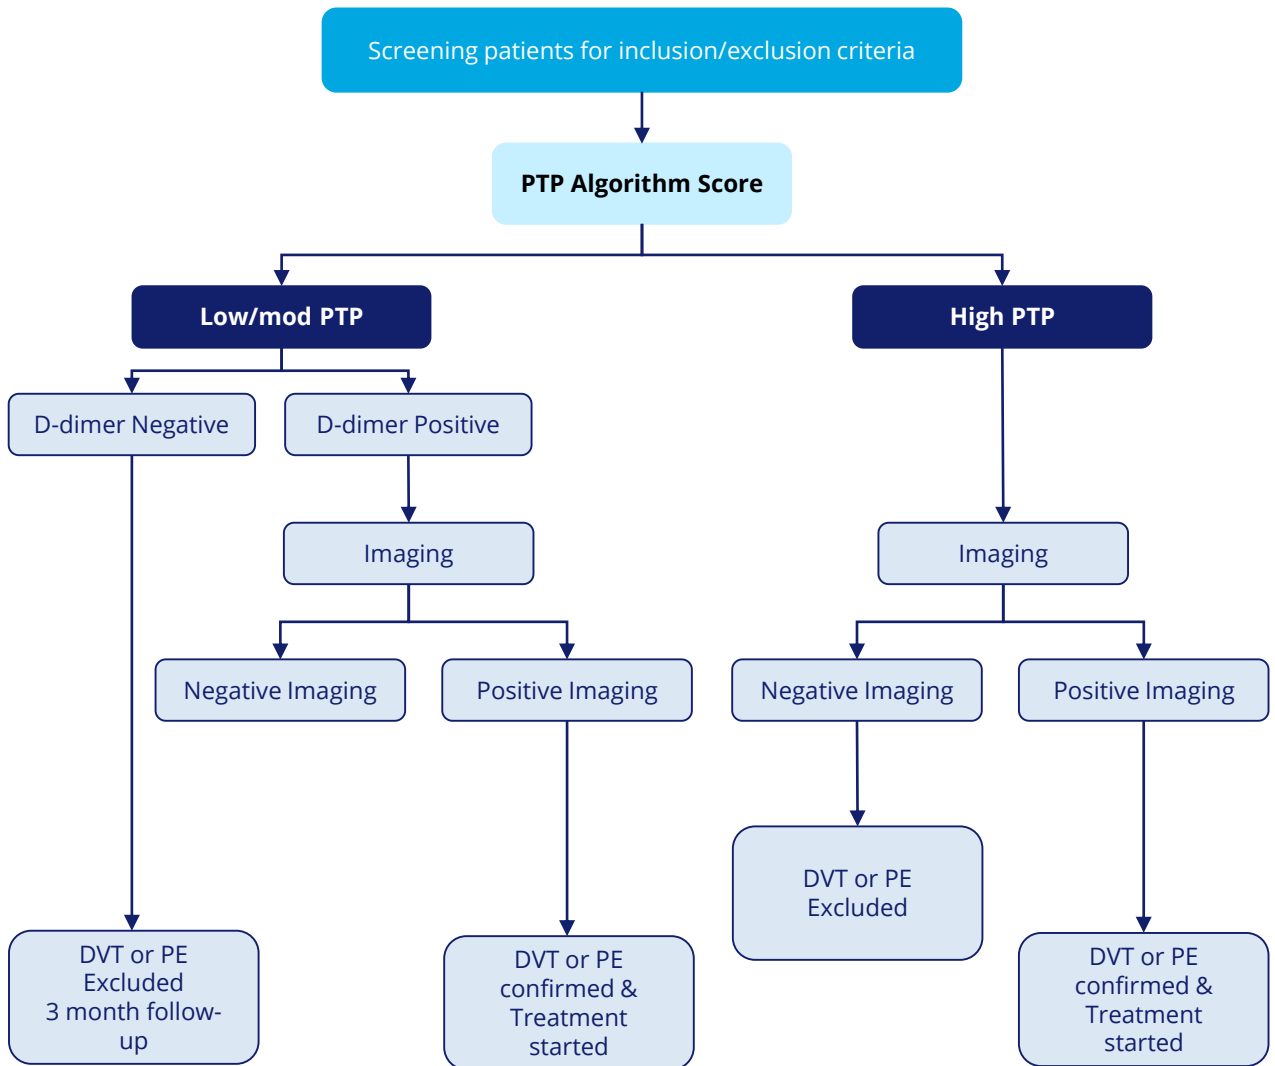 Screening patients for inclusion/exclusion criteria
PTP Algorithm Score
Low/mod PTP
High PTP
D-dimer Negative
D-dimer Positive
Imaging
Imaging
Negative Imaging
Positive Imaging
Negative Imaging
Positive Imaging
DVT or PE
Excluded
DVT or PE
Excluded
3 month follow-
up
DVT or PE
confirmed &
Treatment
started
DVT or PE
confirmed &
Treatment
started